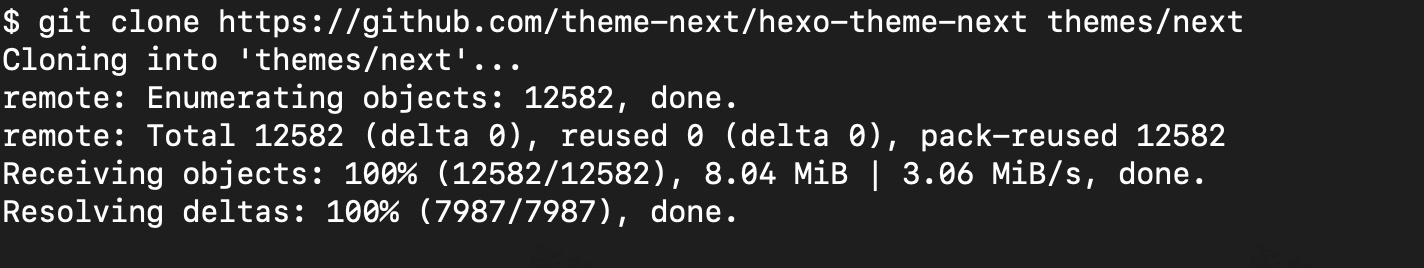 $ git clone https://github.com/theme-next/hexo-theme-next themes/next
Cloning into 'themes/next'...
remote: Enumerating objects: 12582, done.
remote: Total 12582 (delta 0), reused 0 (delta 0), pack-reused 12582
Receiving objects: 100% (12582/12582), 8.04 MiB | 3.06 MiB/s, done.
Resolving deltas: 100% (7987/7987), done.